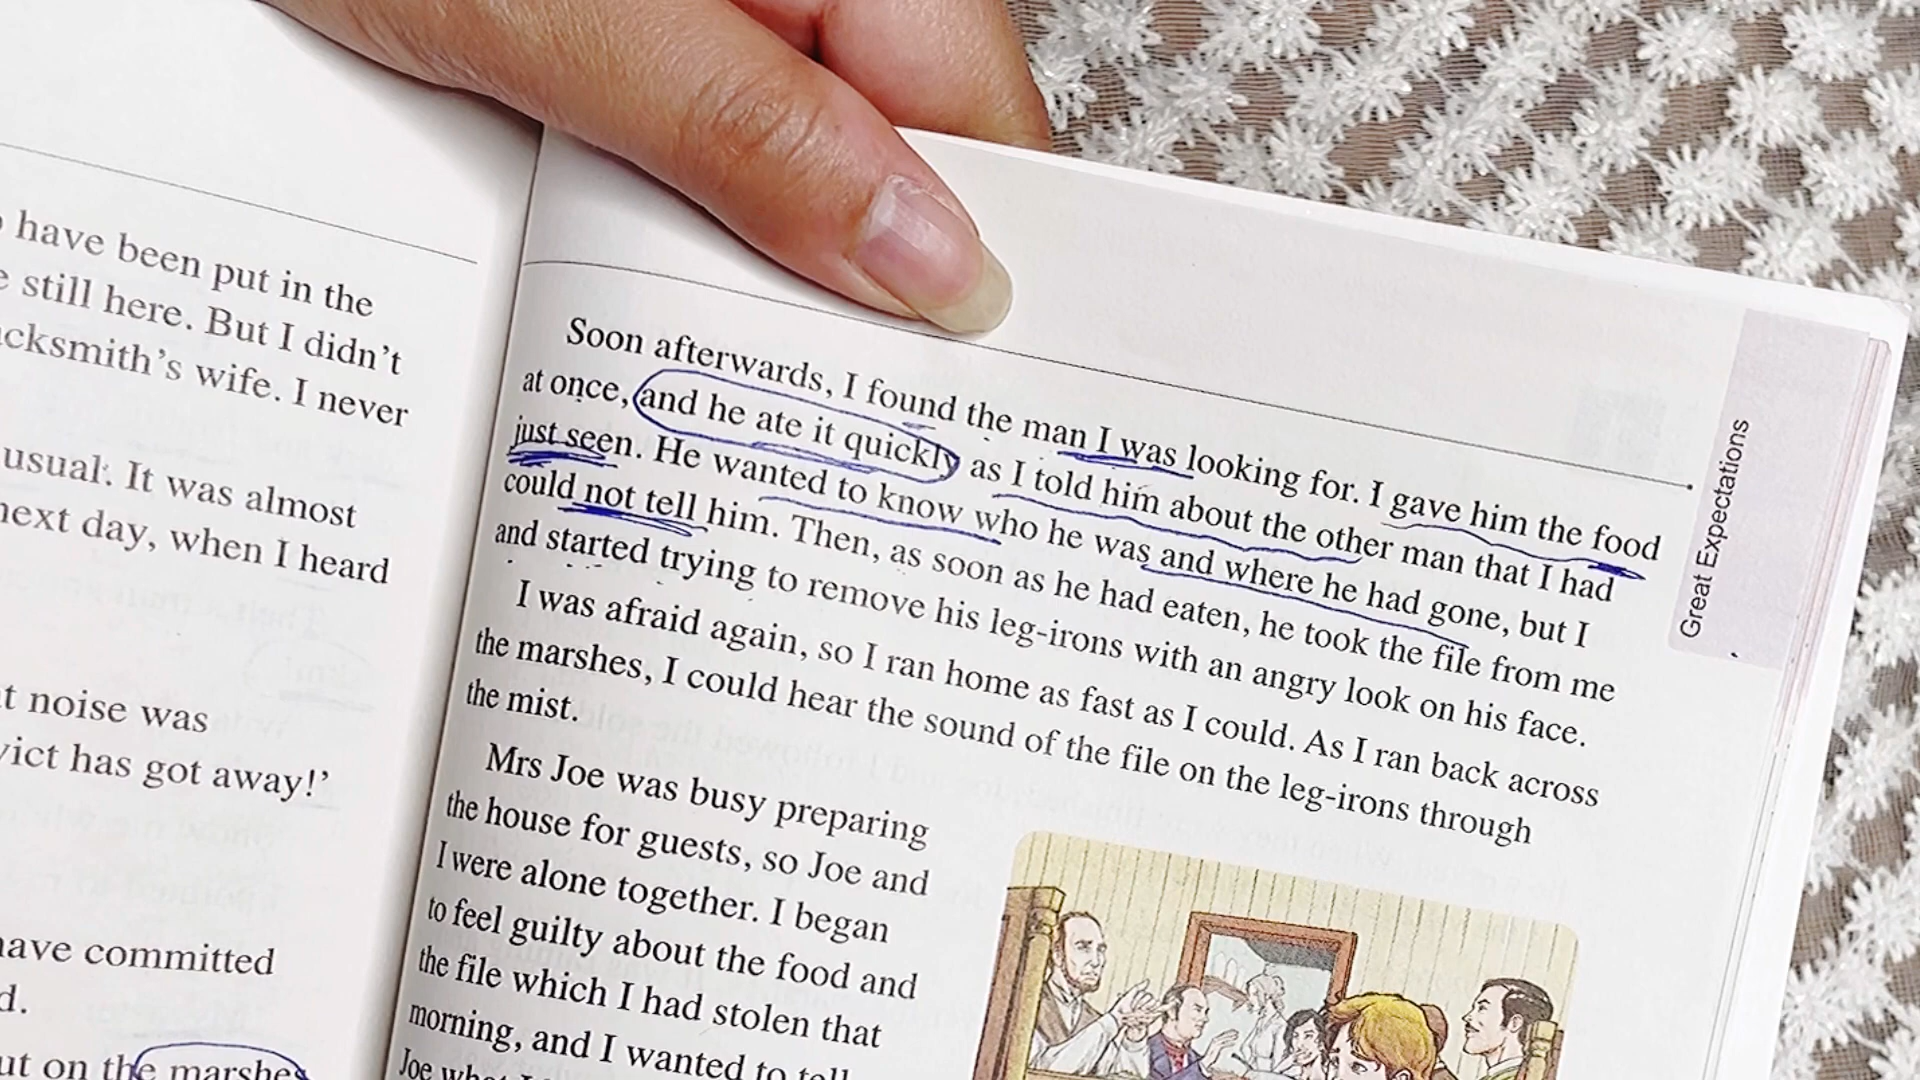 have been put in the
still here. But I didn't
wife. I never
usual. It was almost
next day, when I heard
noise was
has got away!'
have committed
on the marshes
Soon afterwards, I found the man I was looking for. I gave him the food
at once, and he ate it quickly as I told him about the other man that I had
just seen. He wanted to know who he was and where he had gone, but I
could not tell him. Then, as soon as he had eaten, he took the file from me
and started trying to remove his leg-irons with an angry look on his face.
I was afraid again, so I ran home as fast as I could. As I ran back across
the marshes, I could hear the sound of the file on the leg-irons through
the mist.
Mrs Joe was busy preparing
the house for guests, so Joe and
I were alone together. I began
to feel guilty about the food and
the file which I had stolen that
morning, and I wanted to tell
Joe
Great Expectations